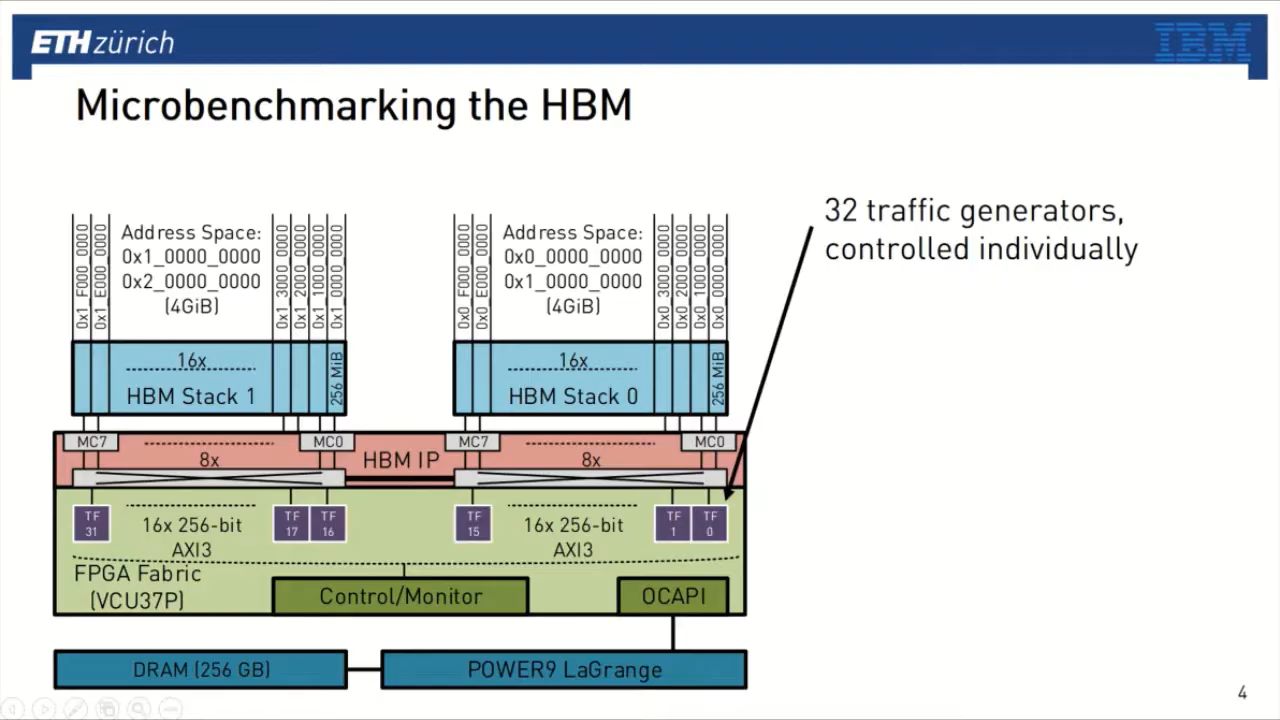 ETH zürich
IBM
Microbenchmarking the HBM
32 traffic generators,
controlled individually
0x1_F000_0000
0x1_E000_0000
Address Space:
0x1_0000_0000
0x2_0000_0000
(4GiB)
0x1_3000_0000
0x1_2000_0000
0x1_1000_0000
0x1_0000_0000
0x0_F000_0000
0x0_E000_0000
Address Space:
0x0_0000_0000
0x1_0000_0000
(4GiB)
0x0_3000_0000
0x0_2000_0000
0x0_1000_0000
0x0_0000_0000
16x
HBM Stack 1
256 MiB
16x
HBM Stack 0
256 MiB
MC7
MC0
MC7
MC0
8x
HBM IP
8x
TF
31
16x 256-bit
AXI3
TF
17
TF
16
TF
15
16x 256-bit
AXI3
TF
1
TF
0
FPGA Fabric
(VCU37P)
Control/Monitor
OCAPI
DRAM (256 GB)
POWER9 LaGrange
4